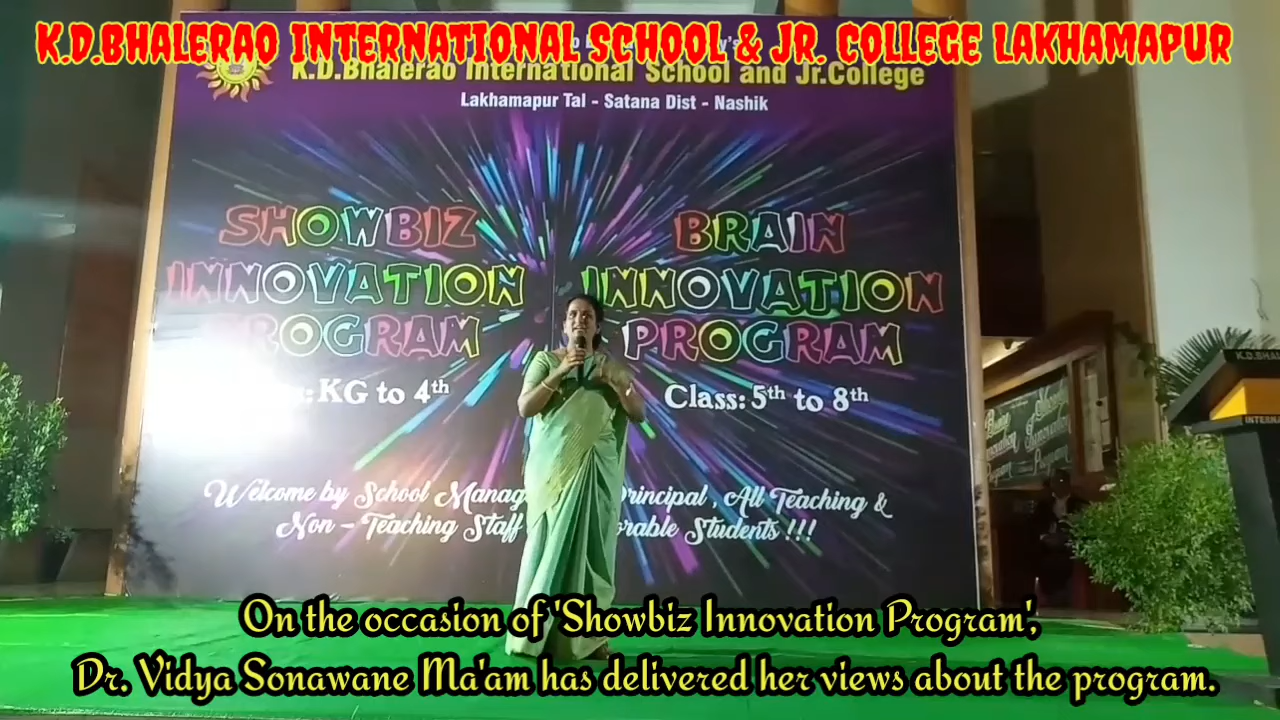 K.D.BHALERAO INTERNATIONAL SCHOOL & JR. COLLEGE LAKHAMAPUR
K.D.Bhalerao International School and Jr.College
Lakhamapur Tal - Satana Dist - Nashik
SHOWBIZ
INNOVATION
PROGRAM
KG to 4th
BRAIN
INNOVATION
PROGRAM
Class: 5th to 8th
Welcome by School Principal, All Teaching &
Non - Teaching Staff Students !!!
On the occasion of 'Showbiz Innovation Program',
Dr. Vidya Sonawane Ma'am has delivered her views about the program.